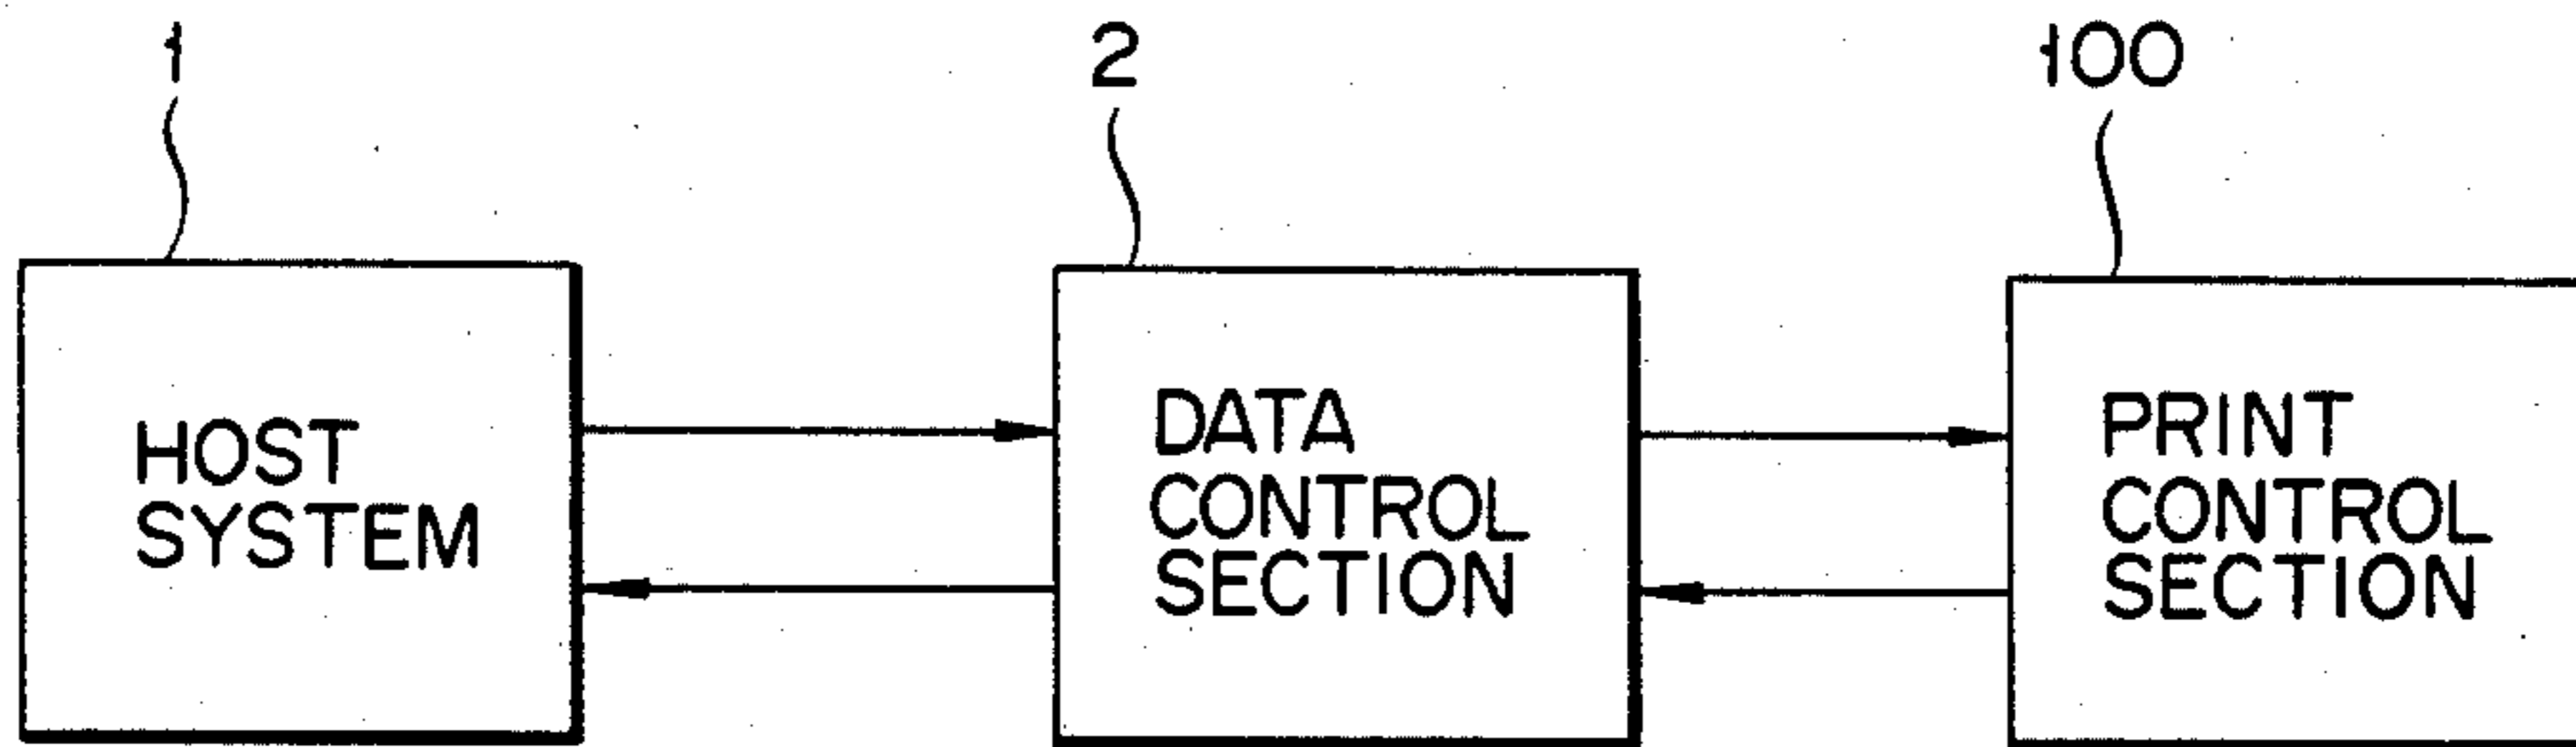 1
2
100
HOST
SYSTEM
DATA
CONTROL
SECTION
PRINT
CONTROL
SECTION